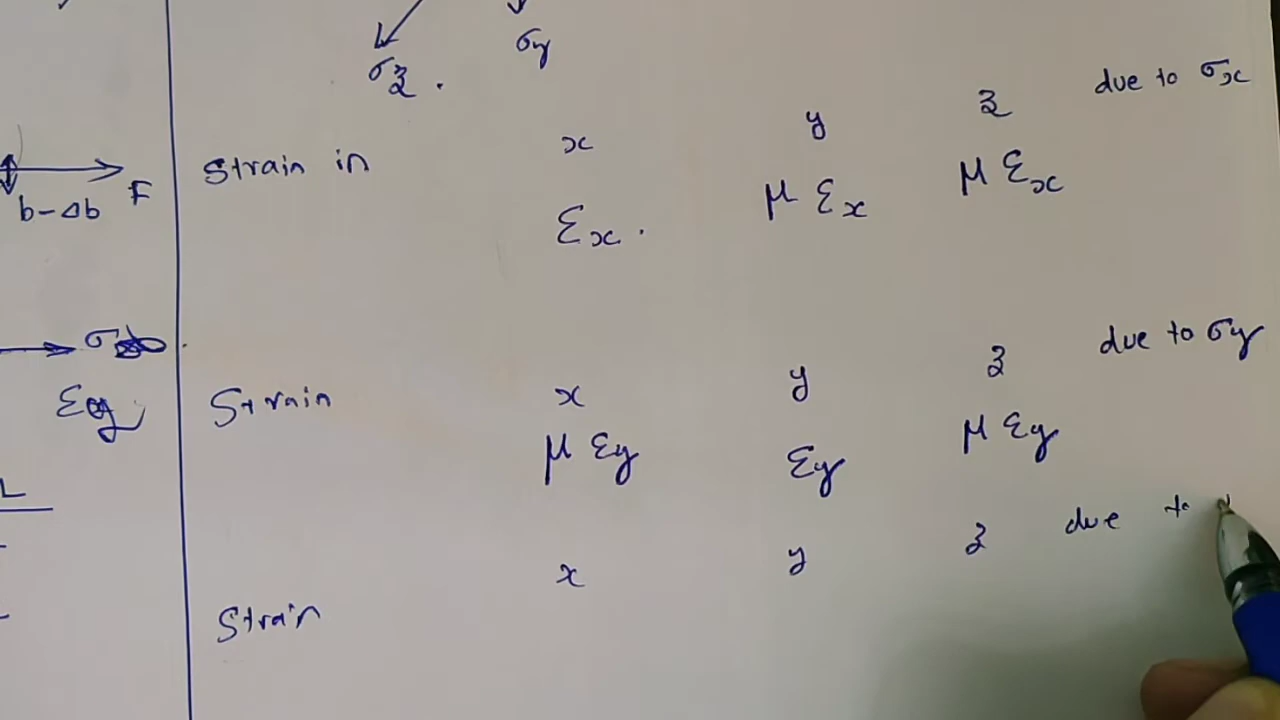 σz .
σy
x y z due to σx
Strain in
F
b-Δb
εx . μ εx μ εx
x y z due to σy
σ
Strain
μ εy εy μ εy
L
x y z due to
Strain